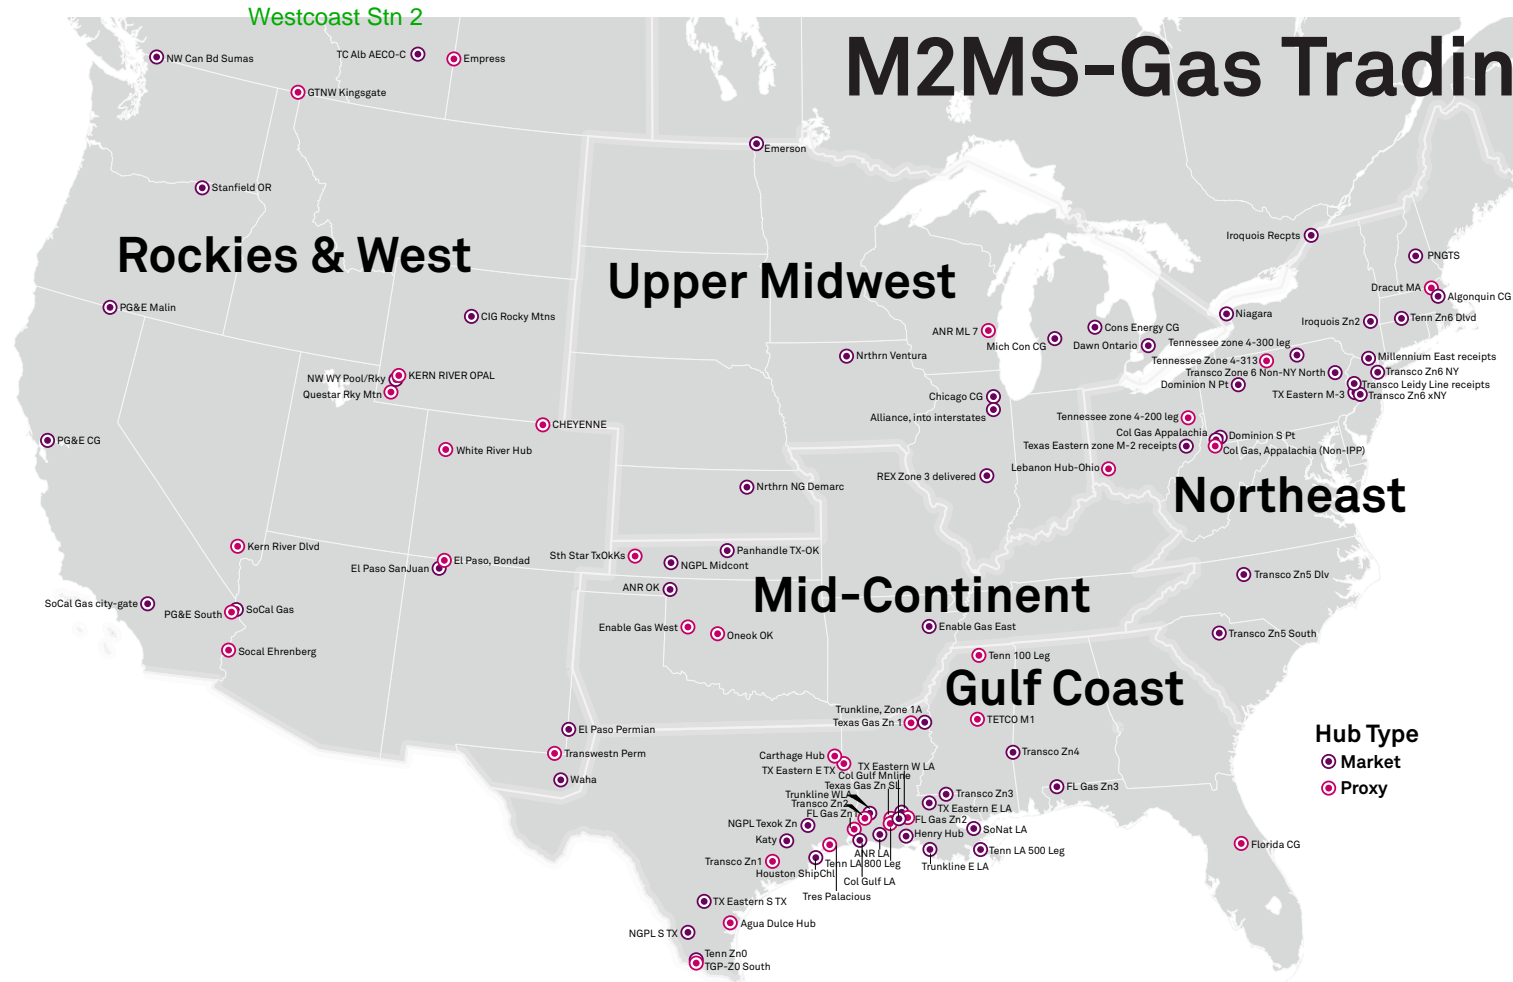 Westcoast Stn 2
M2MS-Gas Tradin
NW Can Bd Sumas
TC Alb AECO-C
Empress
GTNW Kingsgate
Emerson
Stanfield OR
Rockies & West
Upper Midwest
Iroquois Recpts
PNGTS
Dracut MA
Algonquin CG
PG&E Malin
CIG Rocky Mtns
Niagara
Iroquois Zn2
Tenn Zn6 Dlvd
ANR ML 7
Cons Energy CG
Mich Con CG
Dawn Ontario
Tennessee zone 4-300 leg
Nrthrn Ventura
Tennessee Zone 4-313
Millennium East receipts
Transco Zone 6 Non-NY North
Transco Zn6 NY
NW WY Pool/Rky
KERN RIVER OPAL
Questar Rky Mtn
Dominion N Pt
Transco Leidy Line receipts
TX Eastern M-3
Transco Zn6 xNY
Chicago CG
Alliance, into interstates
CHEYENNE
Tennessee zone 4-200 leg
PG&E CG
White River Hub
Col Gas Appalachia
Dominion S Pt
Texas Eastern zone M-2 receipts
Col Gas, Appalachia (Non-IPP)
Lebanon Hub-Ohio
REX Zone 3 delivered
Nrthrn NG Demarc
Northeast
Kern River Dlvd
El Paso, Bondad
El Paso SanJuan
Sth Star TxOkKs
Panhandle TX-OK
NGPL Midcont
Transco Zn5 Dlv
ANR OK
Mid-Continent
SoCal Gas city-gate
PG&E South
SoCal Gas
Enable Gas West
Oneok OK
Enable Gas East
Transco Zn5 South
Socal Ehrenberg
Tenn 100 Leg
Gulf Coast
Trunkline, Zone 1A
Texas Gas Zn 1
TETCO M1
El Paso Permian
Transwestn Perm
Waha
Hub Type
Market
Proxy
Carthage Hub
TX Eastern E TX
TX Eastern W LA
Col Gulf Mnline
Texas Gas Zn SL
Transco Zn4
FL Gas Zn3
Trunkline WLA
Transco Zn2
FL Gas Zn1
Transco Zn3
TX Eastern E LA
FL Gas Zn2
NGPL Texok Zn
Henry Hub
SoNat LA
Katy
ANR LA
Tenn LA 500 Leg
Florida CG
Transco Zn1
Tenn LA 800 Leg
Trunkline E LA
Houston ShipChl
Col Gulf LA
Tres Palacious
TX Eastern S TX
Agua Dulce Hub
NGPL S TX
Tenn Zn0
TGP-Z0 South